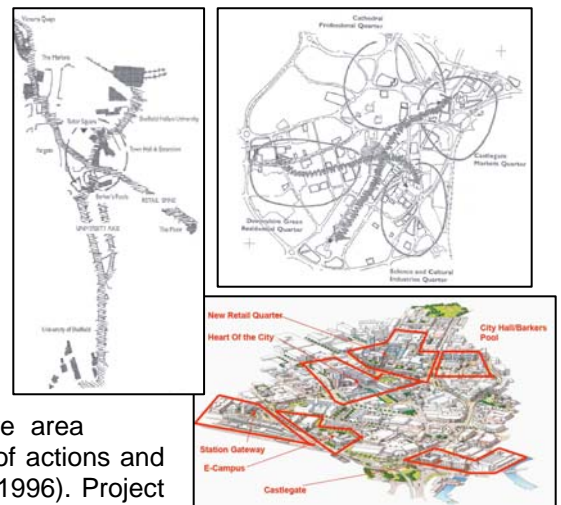 Victoria Quays
The Markets
Tudor Square
Sheffield Hallam University
Fargate
Town Hall & Extension
Barker's Pool
RETAIL SPINE
UNIVERSITY AXIS
The Moor
University of Sheffield
Cathedral
Professional Quarter
Castlegate
Markets Quarter
Devonshire Green
Residential Quarter
Science and Cultural
Industries Quarter
New Retail Quarter
Heart Of the City
City Hall/Barkers
Pool
Station Gateway
E-Campus
Castlegate
e area
of actions and
1996). Project